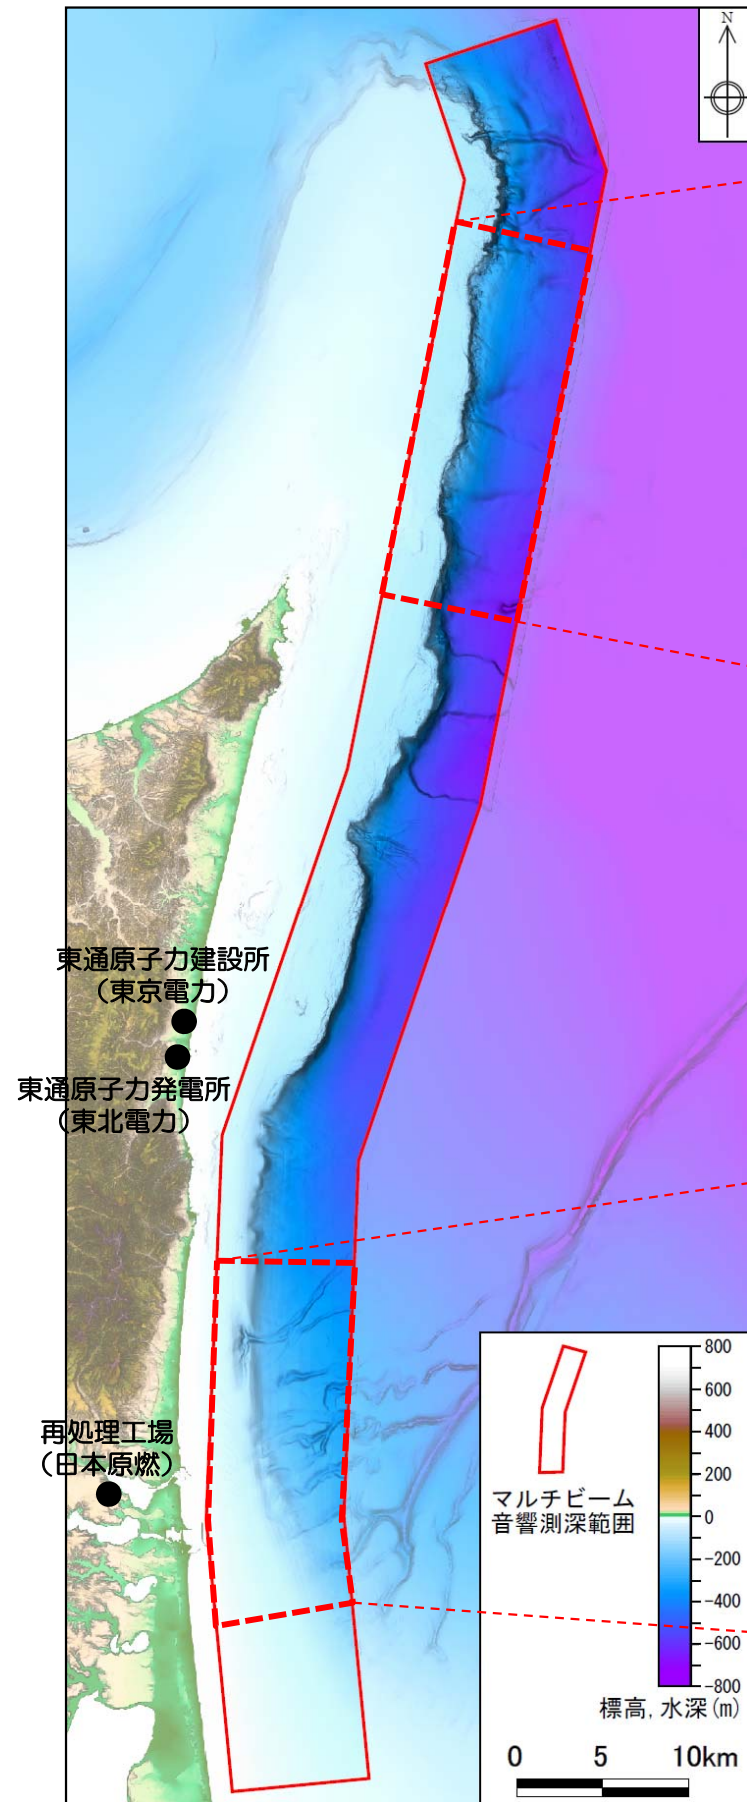 N
東通原子力建設所
（東京電力）
東通原子力発電所
（東北電力）
再処理工場
（日本原燃）
マルチビーム
音響測深範囲
800
600
400
200
0
-200
-400
-600
-800
標高, 水深(m)
0 5 10km